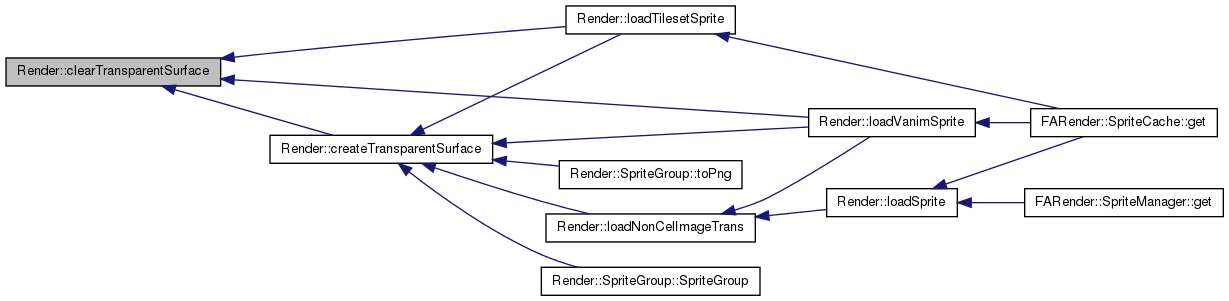 Render::loadTilesetSprite
Render::clearTransparentSurface
Render::loadVanimSprite
FARender::SpriteCache::get
Render::createTransparentSurface
Render::SpriteGroup::toPng
Render::loadSprite
FARender::SpriteManager::get
Render::loadNonCelImageTrans
Render::SpriteGroup::SpriteGroup